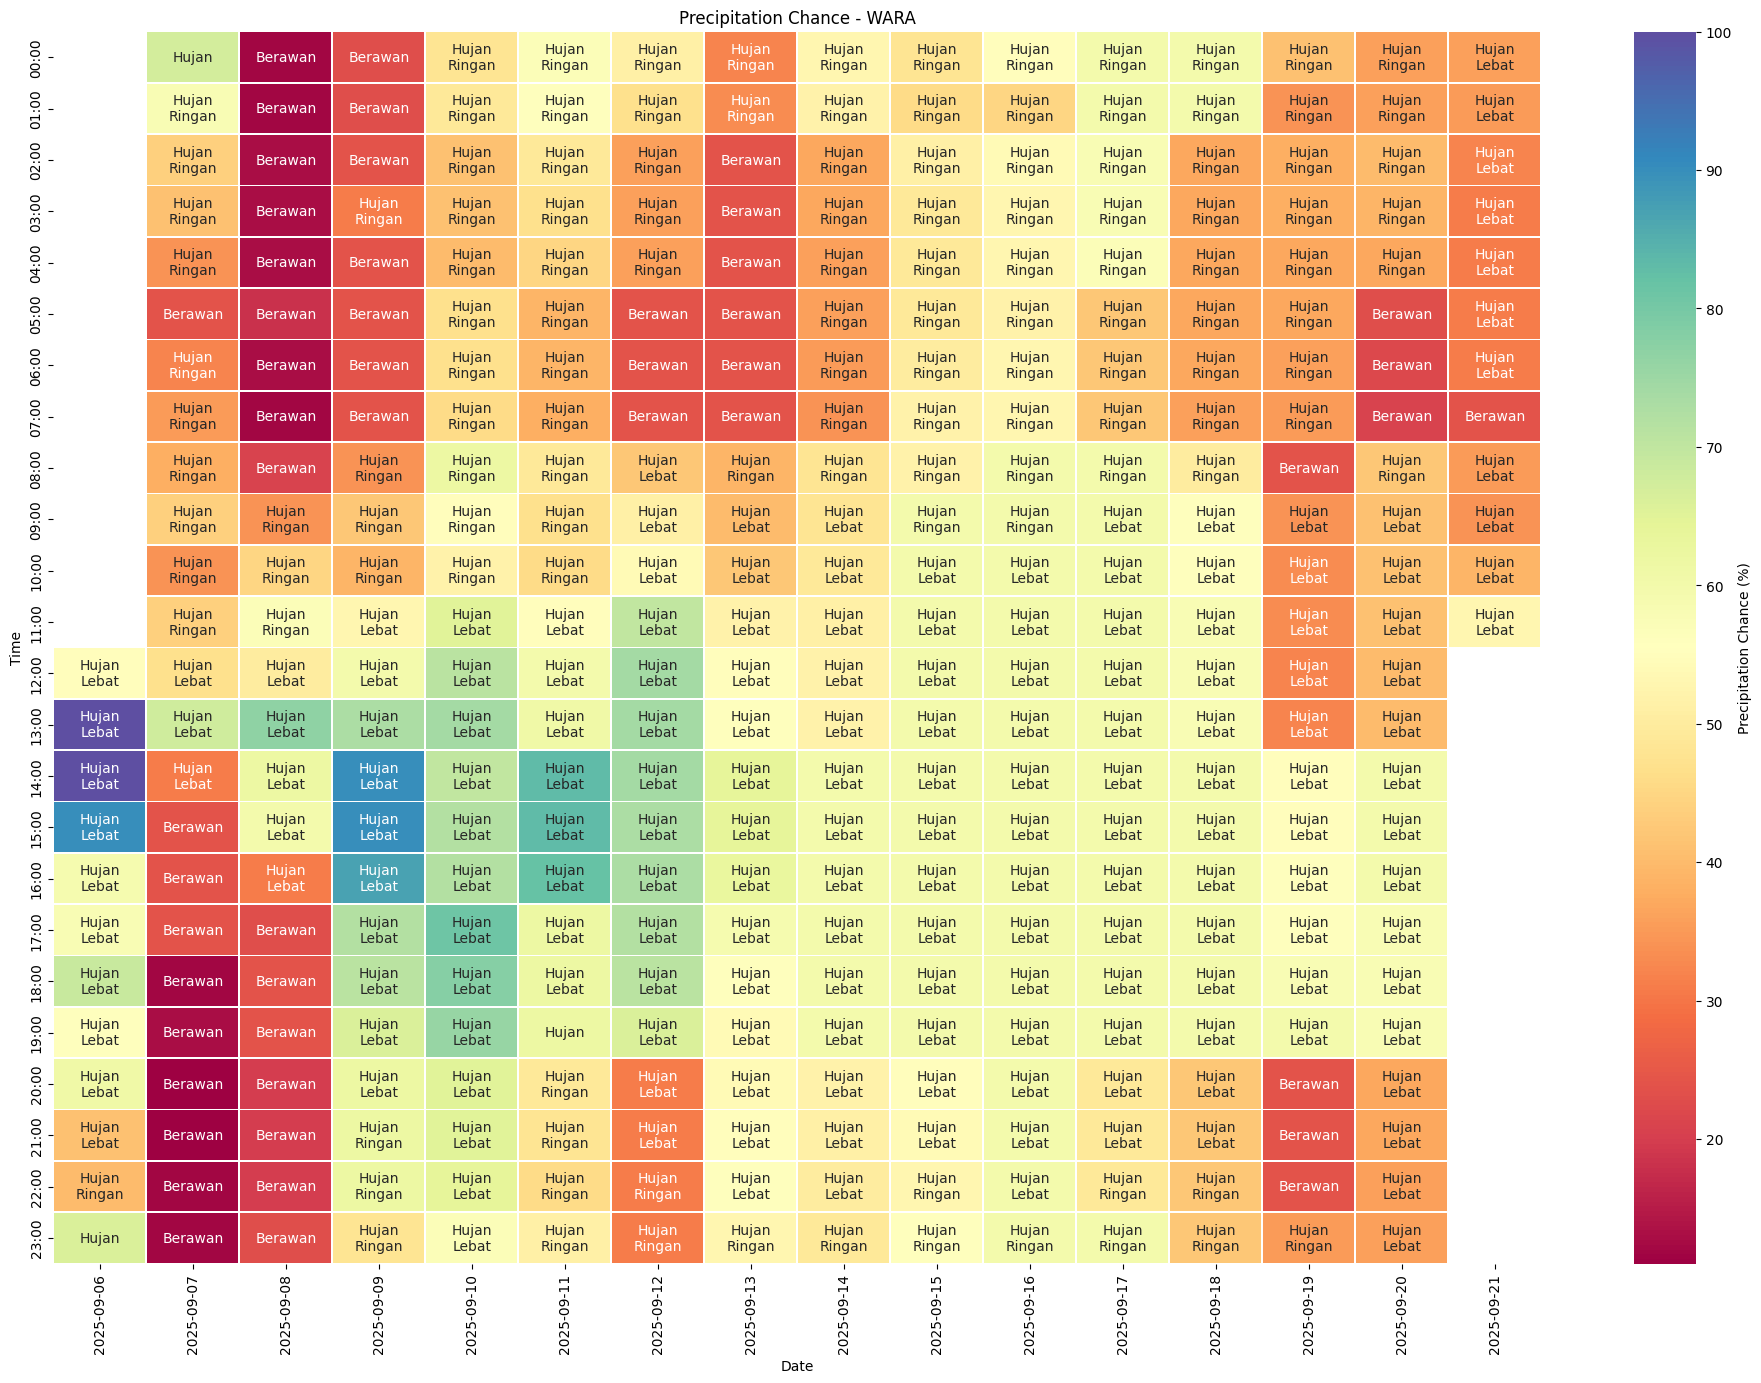 Precipitation Chance - WARA
00:00 Hujan Berawan Berawan Hujan Ringan Hujan Ringan Hujan Ringan Hujan Ringan Hujan Ringan Hujan Ringan Hujan Ringan Hujan Ringan Hujan Ringan Hujan Ringan Hujan Ringan Hujan Lebat
01:00 Hujan Ringan Berawan Berawan Hujan Ringan Hujan Ringan Hujan Ringan Hujan Ringan Hujan Ringan Hujan Ringan Hujan Ringan Hujan Ringan Hujan Ringan Hujan Ringan Hujan Ringan Hujan Lebat
02:00 Hujan Ringan Berawan Berawan Hujan Ringan Hujan Ringan Hujan Ringan Berawan Hujan Ringan Hujan Ringan Hujan Ringan Hujan Ringan Hujan Ringan Hujan Ringan Hujan Ringan Hujan Lebat
03:00 Hujan Ringan Berawan Hujan Ringan Hujan Ringan Hujan Ringan Hujan Ringan Berawan Hujan Ringan Hujan Ringan Hujan Ringan Hujan Ringan Hujan Ringan Hujan Ringan Hujan Ringan Hujan Lebat
04:00 Hujan Ringan Berawan Berawan Hujan Ringan Hujan Ringan Hujan Ringan Berawan Hujan Ringan Hujan Ringan Hujan Ringan Hujan Ringan Hujan Ringan Hujan Ringan Hujan Ringan Hujan Lebat
05:00 Berawan Berawan Berawan Hujan Ringan Hujan Ringan Berawan Berawan Hujan Ringan Hujan Ringan Hujan Ringan Hujan Ringan Hujan Ringan Hujan Ringan Berawan Hujan Lebat
06:00 Hujan Ringan Berawan Berawan Hujan Ringan Hujan Ringan Berawan Berawan Hujan Ringan Hujan Ringan Hujan Ringan Hujan Ringan Hujan Ringan Hujan Ringan Berawan Hujan Lebat
07:00 Hujan Ringan Berawan Berawan Hujan Ringan Hujan Ringan Berawan Berawan Hujan Ringan Hujan Ringan Hujan Ringan Hujan Ringan Hujan Ringan Hujan Ringan Berawan Berawan
08:00 Hujan Ringan Berawan Hujan Ringan Hujan Ringan Hujan Ringan Hujan Lebat Hujan Ringan Hujan Ringan Hujan Ringan Hujan Ringan Hujan Ringan Hujan Ringan Berawan Hujan Ringan Hujan Lebat
09:00 Hujan Ringan Hujan Ringan Hujan Ringan Hujan Ringan Hujan Ringan Hujan Lebat Hujan Lebat Hujan Lebat Hujan Ringan Hujan Ringan Hujan Lebat Hujan Lebat Hujan Lebat Hujan Lebat Hujan Lebat
10:00 Hujan Ringan Hujan Ringan Hujan Ringan Hujan Ringan Hujan Ringan Hujan Lebat Hujan Lebat Hujan Lebat Hujan Lebat Hujan Lebat Hujan Lebat Hujan Lebat Hujan Lebat Hujan Lebat Hujan Lebat
11:00 Hujan Ringan Hujan Ringan Hujan Lebat Hujan Lebat Hujan Lebat Hujan Lebat Hujan Lebat Hujan Lebat Hujan Lebat Hujan Lebat Hujan Lebat Hujan Lebat Hujan Lebat Hujan Lebat Hujan Lebat
12:00 Hujan Lebat Hujan Lebat Hujan Lebat Hujan Lebat Hujan Lebat Hujan Lebat Hujan Lebat Hujan Lebat Hujan Lebat Hujan Lebat Hujan Lebat Hujan Lebat Hujan Lebat Hujan Lebat Hujan Lebat
13:00 Hujan Lebat Hujan Lebat Hujan Lebat Hujan Lebat Hujan Lebat Hujan Lebat Hujan Lebat Hujan Lebat Hujan Lebat Hujan Lebat Hujan Lebat Hujan Lebat Hujan Lebat Hujan Lebat Hujan Lebat
14:00 Hujan Lebat Hujan Lebat Hujan Lebat Hujan Lebat Hujan Lebat Hujan Lebat Hujan Lebat Hujan Lebat Hujan Lebat Hujan Lebat Hujan Lebat Hujan Lebat Hujan Lebat Hujan Lebat Hujan Lebat
15:00 Hujan Lebat Berawan Hujan Lebat Hujan Lebat Hujan Lebat Hujan Lebat Hujan Lebat Hujan Lebat Hujan Lebat Hujan Lebat Hujan Lebat Hujan Lebat Hujan Lebat Hujan Lebat Hujan Lebat
16:00 Hujan Lebat Berawan Hujan Lebat Hujan Lebat Hujan Lebat Hujan Lebat Hujan Lebat Hujan Lebat Hujan Lebat Hujan Lebat Hujan Lebat Hujan Lebat Hujan Lebat Hujan Lebat Hujan Lebat
17:00 Hujan Lebat Berawan Berawan Hujan Lebat Hujan Lebat Hujan Lebat Hujan Lebat Hujan Lebat Hujan Lebat Hujan Lebat Hujan Lebat Hujan Lebat Hujan Lebat Hujan Lebat Hujan Lebat
18:00 Hujan Lebat Berawan Berawan Hujan Lebat Hujan Lebat Hujan Lebat Hujan Lebat Hujan Lebat Hujan Lebat Hujan Lebat Hujan Lebat Hujan Lebat Hujan Lebat Hujan Lebat Hujan Lebat
19:00 Hujan Lebat Berawan Berawan Hujan Lebat Hujan Lebat Hujan Hujan Lebat Hujan Lebat Hujan Lebat Hujan Lebat Hujan Lebat Hujan Lebat Hujan Lebat Hujan Lebat Hujan Lebat
20:00 Hujan Lebat Berawan Berawan Hujan Lebat Hujan Lebat Hujan Ringan Hujan Lebat Hujan Lebat Hujan Lebat Hujan Lebat Hujan Lebat Hujan Lebat Hujan Lebat Berawan Hujan Lebat
21:00 Hujan Lebat Berawan Berawan Hujan Ringan Hujan Lebat Hujan Ringan Hujan Lebat Hujan Lebat Hujan Lebat Hujan Lebat Hujan Lebat Hujan Lebat Hujan Lebat Berawan Hujan Lebat
22:00 Hujan Ringan Berawan Berawan Hujan Ringan Hujan Lebat Hujan Ringan Hujan Ringan Hujan Lebat Hujan Lebat Hujan Ringan Hujan Lebat Hujan Ringan Hujan Ringan Berawan Hujan Lebat
23:00 Hujan Berawan Berawan Hujan Ringan Hujan Lebat Hujan Ringan Hujan Ringan Hujan Ringan Hujan Ringan Hujan Ringan Hujan Ringan Hujan Ringan Hujan Ringan Hujan Ringan Hujan Lebat
Time
2025-09-06 2025-09-07 2025-09-08 2025-09-09 2025-09-10 2025-09-11 2025-09-12 2025-09-13 2025-09-14 2025-09-15 2025-09-16 2025-09-17 2025-09-18 2025-09-19 2025-09-20 2025-09-21
Date
100
90
80
70
60
50
40
30
20
Precipitation Chance (%)